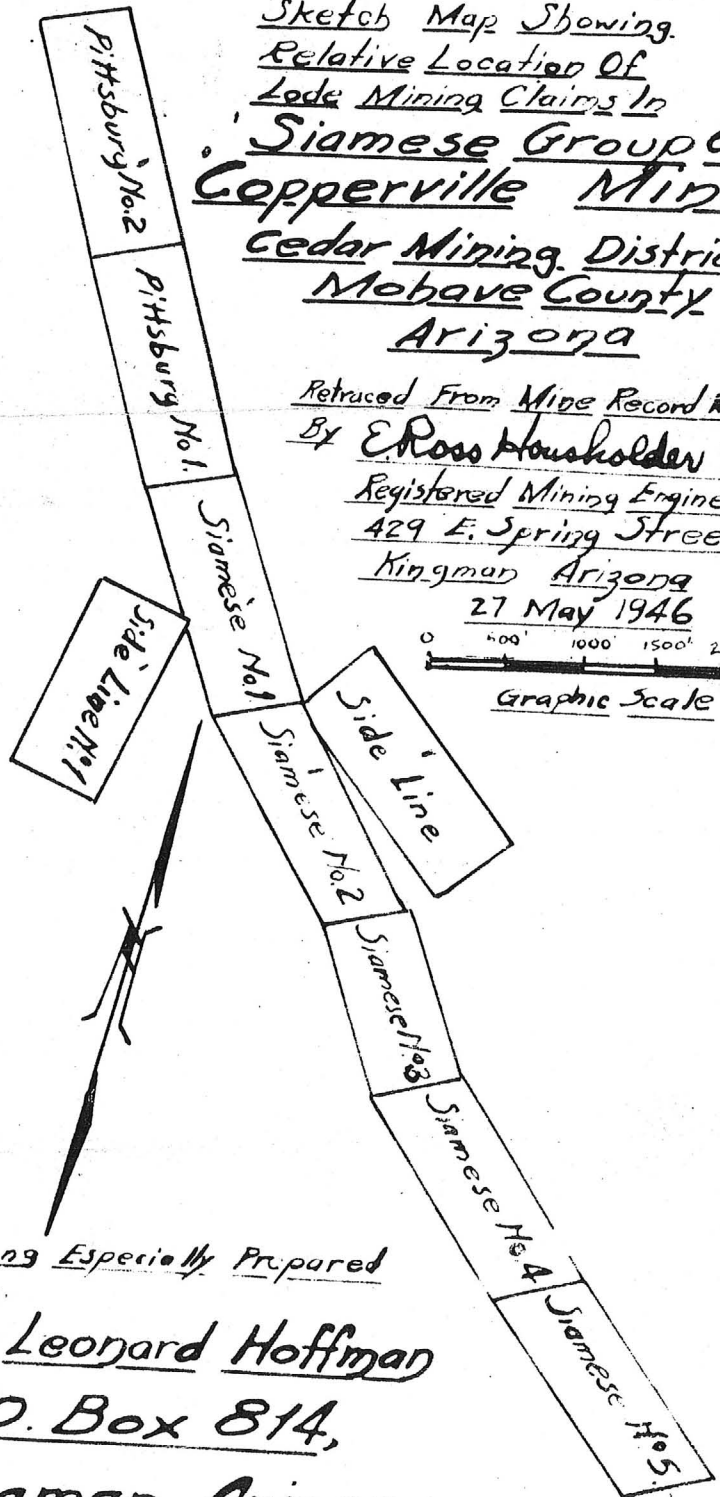 Sketch Map Showing
Relative Location Of
Lode Mining Claims In
Siamese Group
Copperville Min
Cedar Mining Distric
Mohave County
Arizona
Retraced From Mine Record
By E. Ross Housholder
Registered Mining Engine
429 E. Spring Stree
Kingman Arizona
27 May 1946
0 500' 1000' 1500'
Graphic Scale
Pittsburg No.2
Pittsburg No.1.
Siamese No.1
Side Line No.1
Side Line
Siamese No.2
Siamese No.3
Siamese No.4
Siamese No.5.
ng Especially Prepared
Leonard Hoffman
O. Box 814,